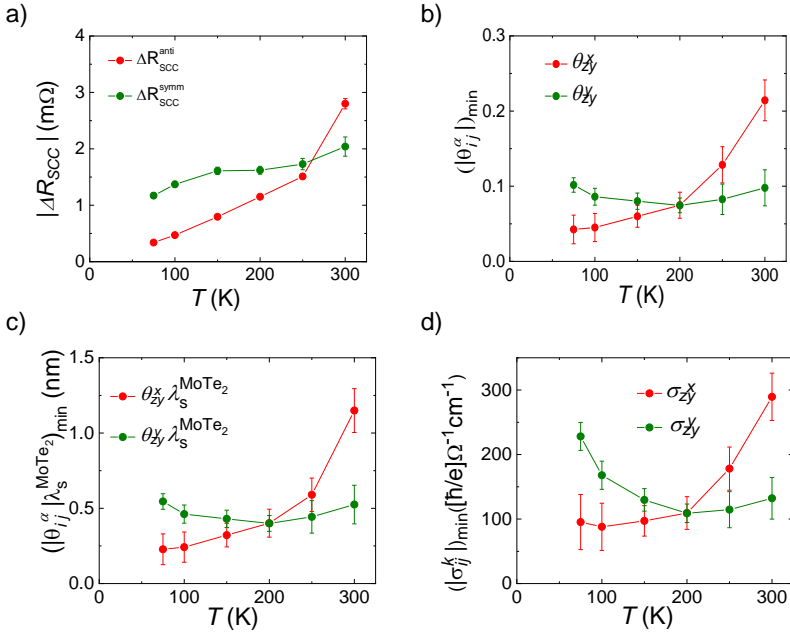 a)
ΔR_SCC^anti
ΔR_SCC^symm
|ΔR_SCC| (mΩ)
4
3
2
1
0
0 100 200 300
T (K)
b)
θ_zy^x
θ_zy^y
(|θ_ij^α|)_min
0.3
0.2
0.1
0.0
0 100 200 300
T (K)
c)
θ_zy^x λ_s^MoTe₂
θ_zy^y λ_s^MoTe₂
(|θ_ij^α|λ_s^MoTe₂)_min (nm)
1.5
1.0
0.5
0.0
0 100 200 300
T (K)
d)
σ_zy^x
σ_zy^y
(|σ_ij^k|)_min([ħ/e]Ω⁻¹cm⁻¹)
300
200
100
0
0 100 200 300
T (K)